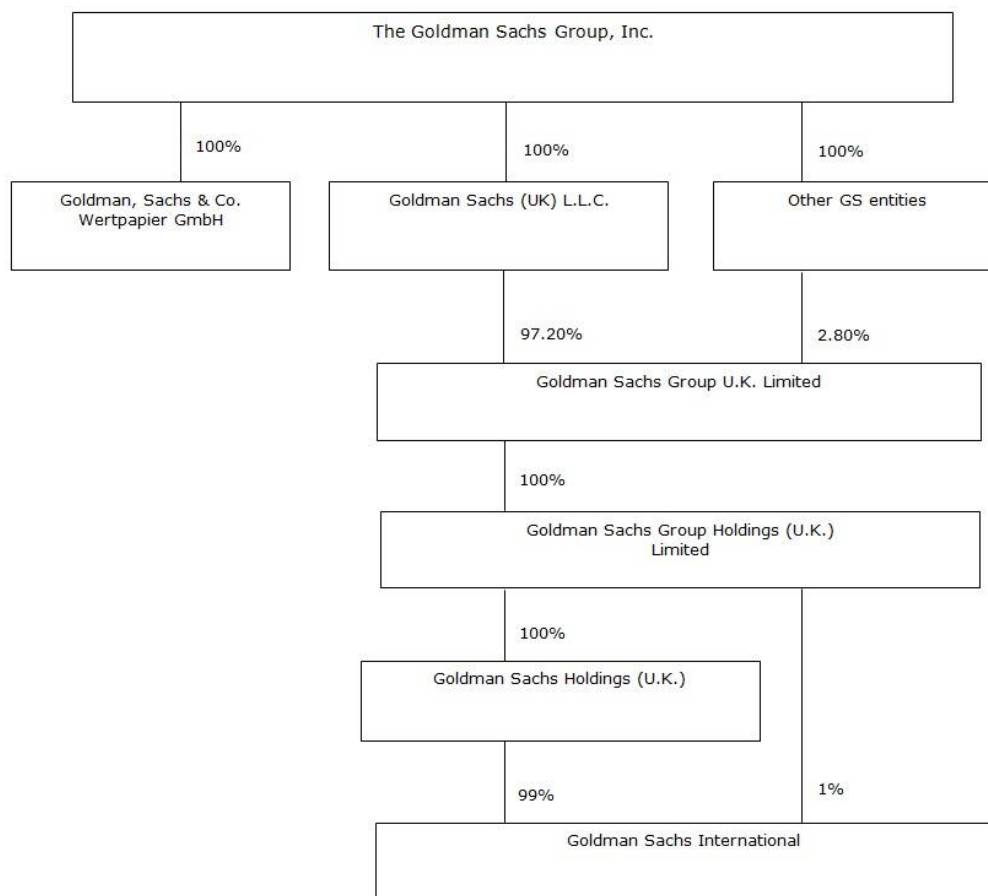 The Goldman Sachs Group, Inc.
100%
100%
100%
Goldman, Sachs & Co.
Wertpapier GmbH
Goldman Sachs (UK) L.L.C.
Other GS entities
97.20%
2.80%
Goldman Sachs Group U.K. Limited
100%
Goldman Sachs Group Holdings (U.K.)
Limited
100%
Goldman Sachs Holdings (U.K.)
99%
1%
Goldman Sachs International